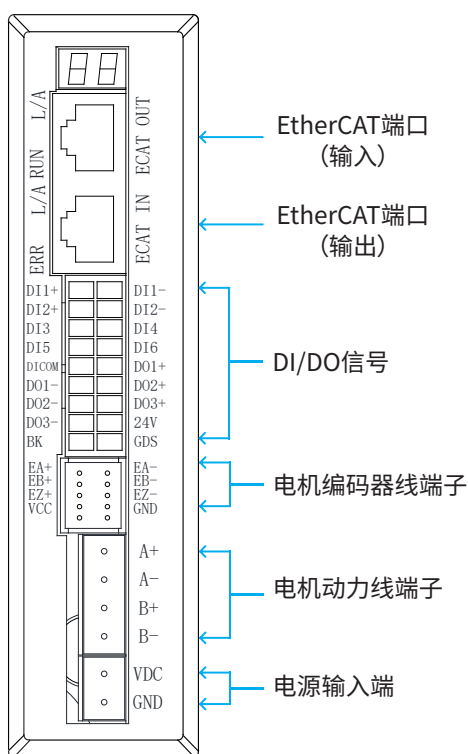 88
L/A
RUN
L/A
ERR
ECAT OUT
ECAT IN
EtherCAT端口
（输入）
EtherCAT端口
（输出）
DI1+ DI1-
DI2+ DI2-
DI3 DI4
DI5 DI6
DICOM DO1+
DO1- DO2+
DO2- DO3+
DO3- 24V
BK GDS
DI/DO信号
EA+ EA-
EB+ EB-
EZ+ EZ-
VCC GND
电机编码器线端子
A+
A-
B+
B-
电机动力线端子
VDC
GND
电源输入端